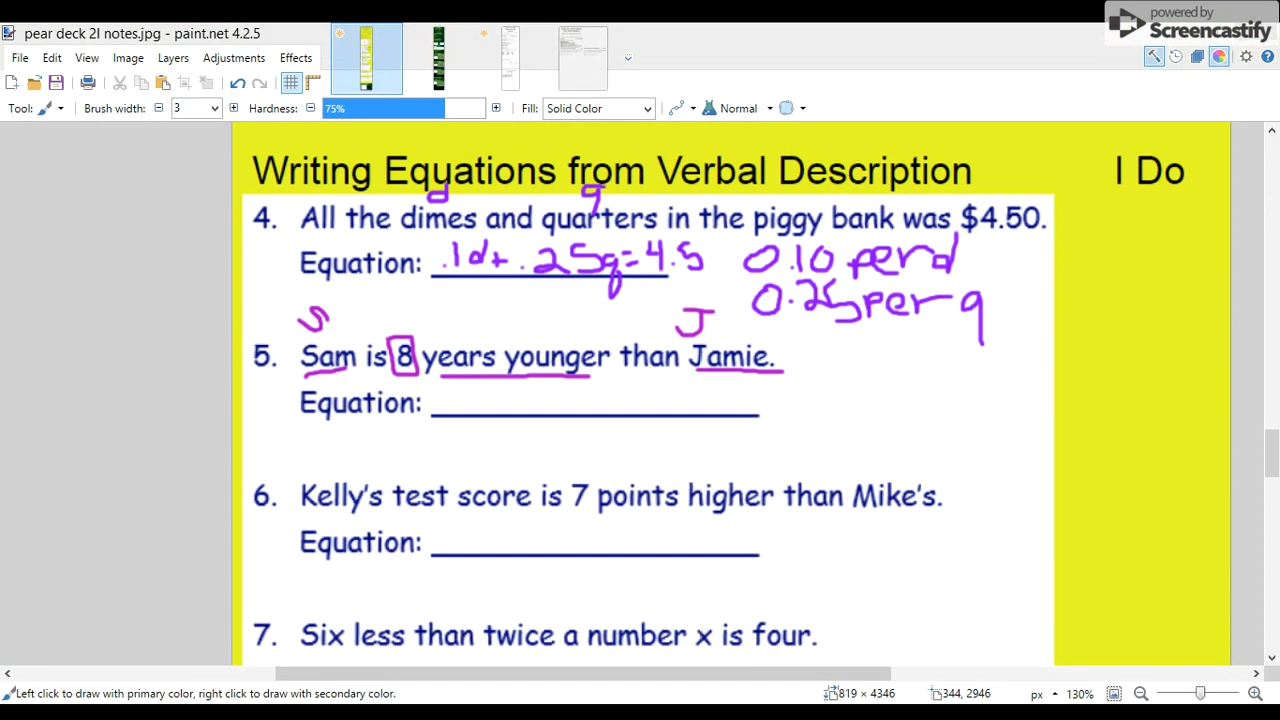 powered by
Screencastify
pear deck 2l notes.jpg - paint.net 4.2.5
File Edit View Image Layers Adjustments Effects
Tool: Brush width: 3 Hardness: 75% Fill: Solid Color Normal
Writing Equations from Verbal Description I Do
d q
4. All the dimes and quarters in the piggy bank was $4.50.
Equation: .1d+ .25q=4.5 0.10 per d
0.25 per q
S J
5. Sam is 8 years younger than Jamie.
Equation:
6. Kelly's test score is 7 points higher than Mike's.
Equation:
7. Six less than twice a number x is four.
Left click to draw with primary color, right click to draw with secondary color. 819 × 4346 344, 2946 px 130%